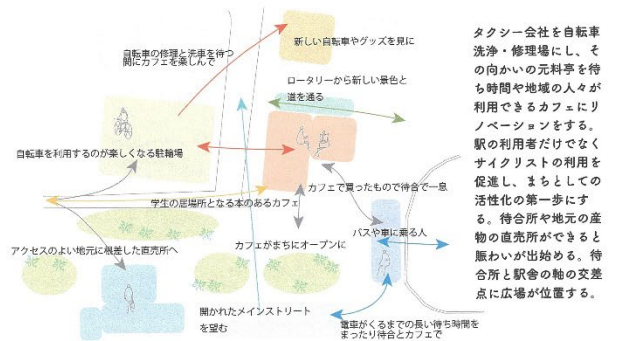 新しい自転車やグッズを見に
自転車の修理と洗車を待つ
間にカフェを楽しんで
ロータリーから新しい景色と
道を通る
自転車を利用するのが楽しくなる駐輪場
カフェで買ったもので待合で一息
学生の居場所となる本のあるカフェ
バスや車に乗る人
カフェがまちにオープンに
アクセスのよい地元に根差した直売所へ
開かれたメインストリート
を望む
電車がくるまでの長い待ち時間を
まったり待合とカフェで
タクシー会社を自転車
洗浄・修理場にし、そ
の向かいの元料亭を待
ち時間や地域の人々が
利用できるカフェにリ
ノベーションをする。
駅の利用者だけでなく
サイクリストの利用を
促進し、まちとしての
活性化の第一歩にす
る。待合所や地元の産
物の直売所ができると
賑わいが出始める。待
合所と駅舎の軸の交差
点に広場が位置する。